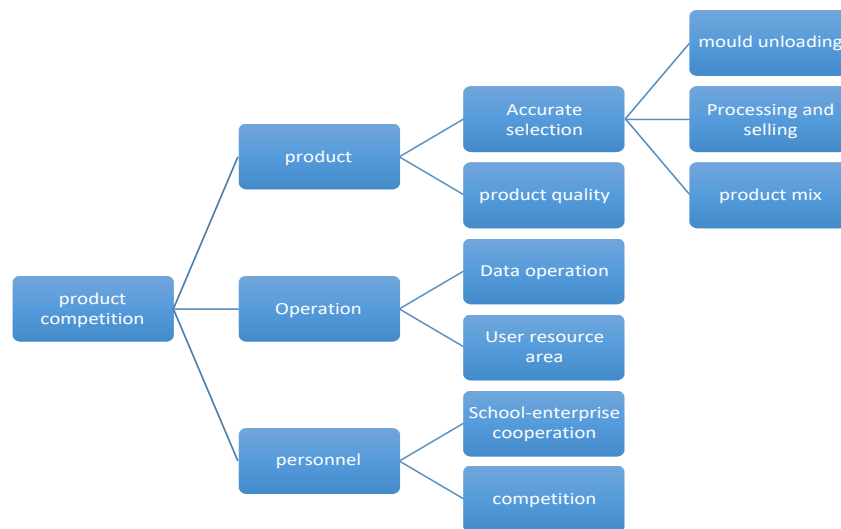 product
competition
product
Accurate
selection
mould unloading
Processing and
selling
product mix
product quality
Operation
Data operation
User resource
area
personnel
School-enterprise
cooperation
competition